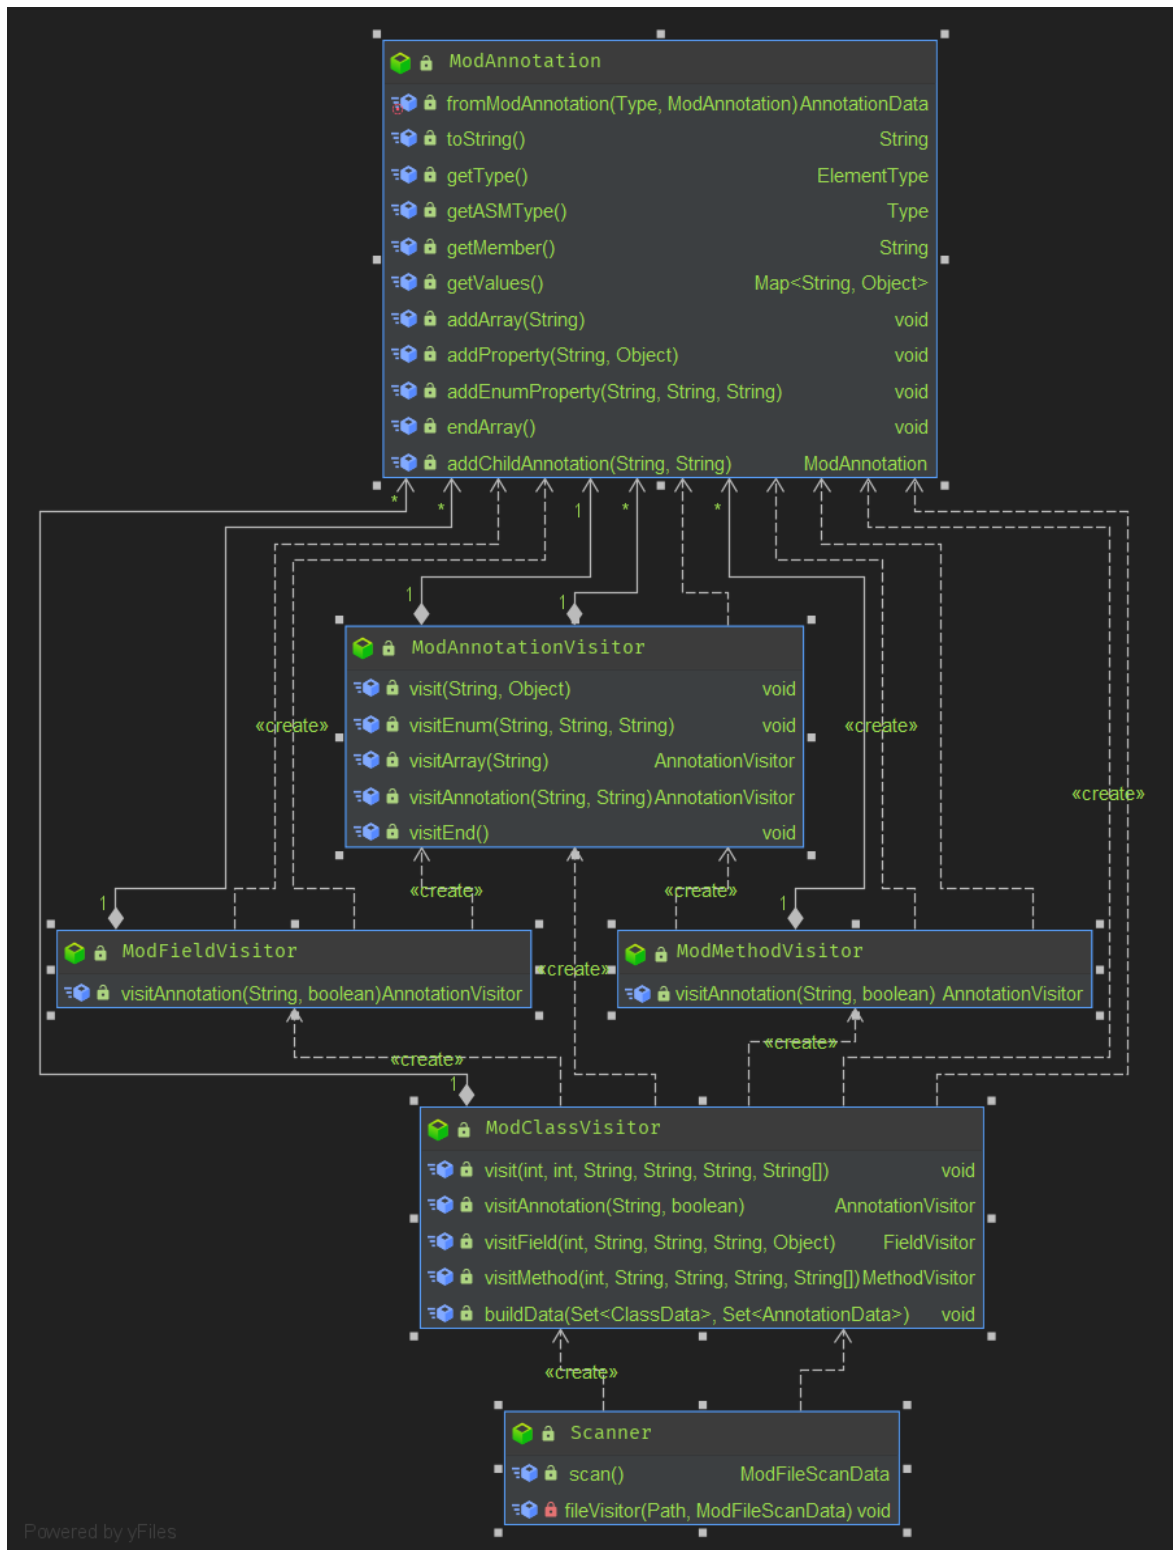 ModAnnotation
fromModAnnotation(Type, ModAnnotation) AnnotationData
toString() String
getType() ElementType
getASMType() Type
getMember() String
getValues() Map<String, Object>
addArray(String) void
addProperty(String, Object) void
addEnumProperty(String, String, String) void
endArray() void
addChildAnnotation(String, String) ModAnnotation
* * 1 * *
1 1
ModAnnotationVisitor
visit(String, Object) void
visitEnum(String, String, String) void
«create» «create»
visitArray(String) AnnotationVisitor
visitAnnotation(String, String) AnnotationVisitor
«create»
visitEnd() void
«create» «create»
1 1
ModFieldVisitor ModMethodVisitor
«create»
visitAnnotation(String, boolean) AnnotationVisitor visitAnnotation(String, boolean) AnnotationVisitor
«create» «create»
1
ModClassVisitor
visit(int, int, String, String, String, String[]) void
visitAnnotation(String, boolean) AnnotationVisitor
visitField(int, String, String, String, Object) FieldVisitor
visitMethod(int, String, String, String, String[]) MethodVisitor
buildData(Set<ClassData>, Set<AnnotationData>) void
«create»
Scanner
scan() ModFileScanData
fileVisitor(Path, ModFileScanData) void
Powered by yFiles